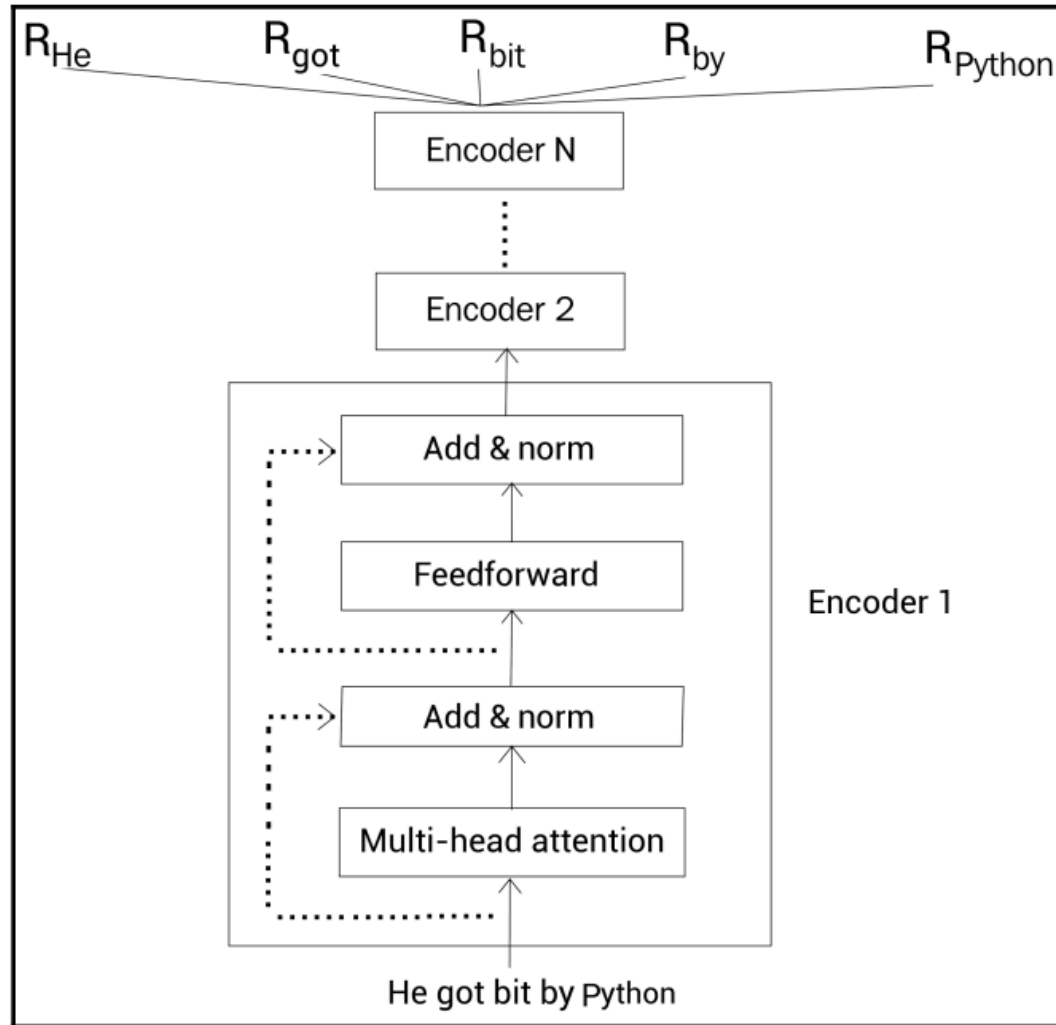 R_He R_got R_bit R_by R_Python
Encoder N
Encoder 2
Add & norm
Feedforward
Encoder 1
Add & norm
Multi-head attention
He got bit by Python